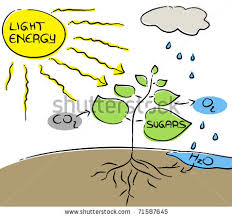 LIGHT
ENERGY
CO2
O2
SUGARS
H2O
shutterstock
www.shutterstock.com · 71587645